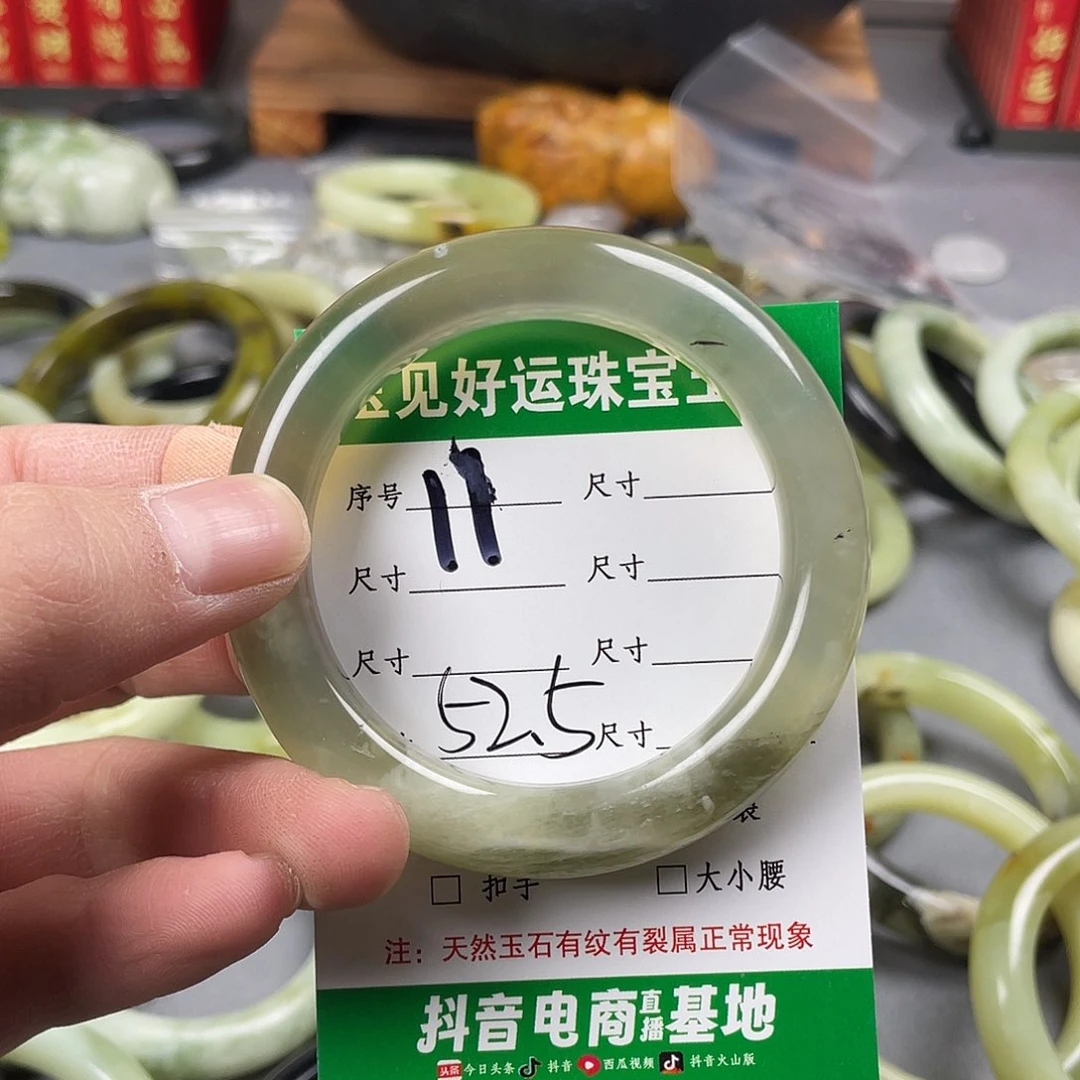 见好运珠宝
序号 11 尺寸
尺寸 尺寸
尺寸 尺寸
52.5 尺寸
扣子 大小腰
注：天然玉石有纹有裂属正常现象
抖音电商直播基地
头条 今日头条 抖音 西瓜视频 抖音火山版